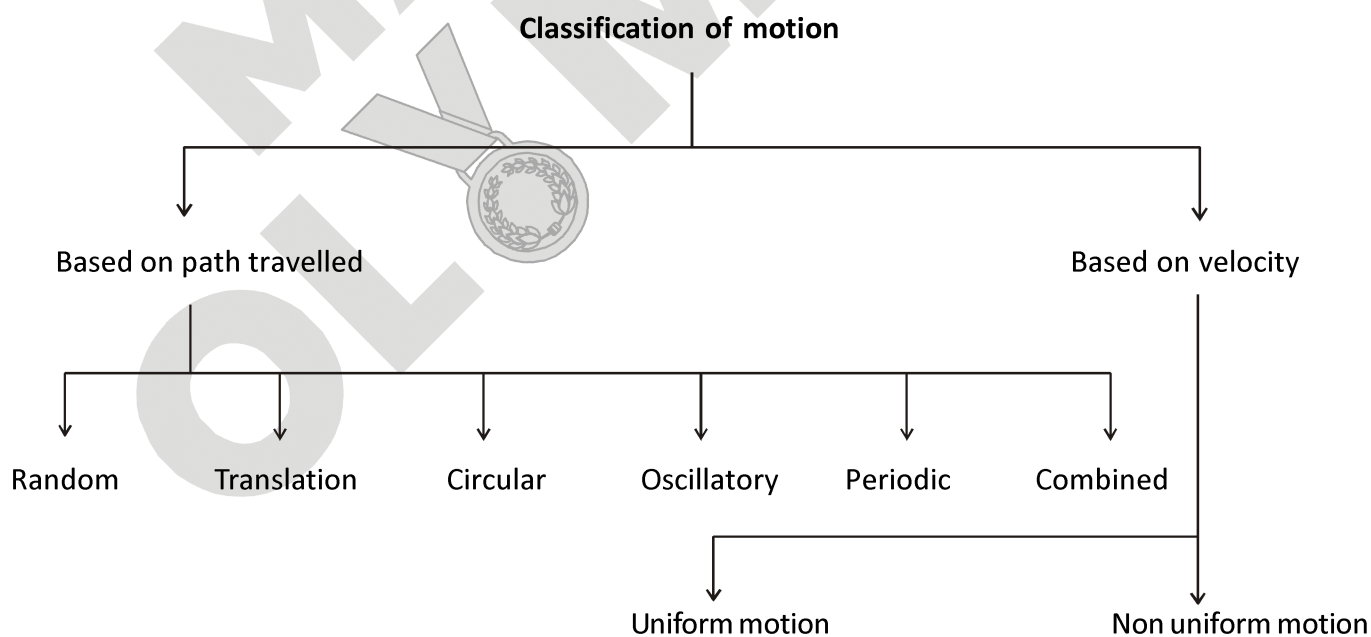 Classification of motion
Based on path travelled
Based on velocity
Random
Translation
Circular
Oscillatory
Periodic
Combined
Uniform motion
Non uniform motion